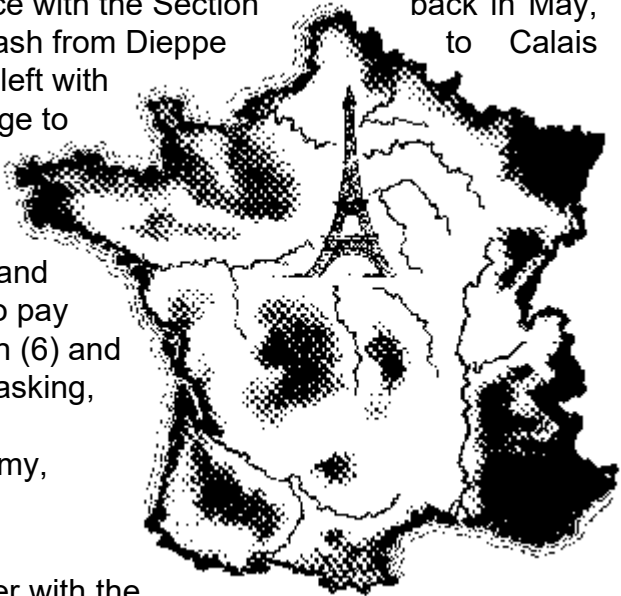 ce with the Section back in May,
ash from Dieppe to Calais
left with
ge to
and
o pay
n (6) and
asking,
my,
er with the